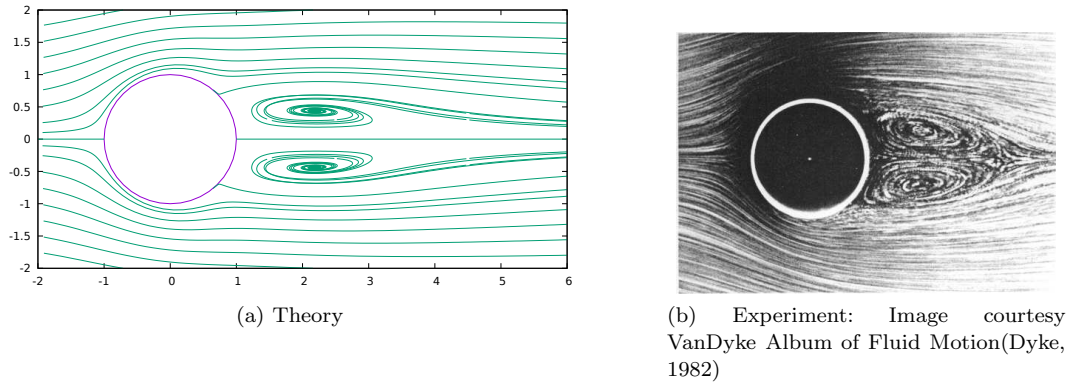 2
1.5
1
0.5
0
-0.5
-1
-1.5
-2
-2 -1 0 1 2 3 4 5 6
(a) Theory
(b) Experiment: Image courtesy
VanDyke Album of Fluid Motion(Dyke,
1982)